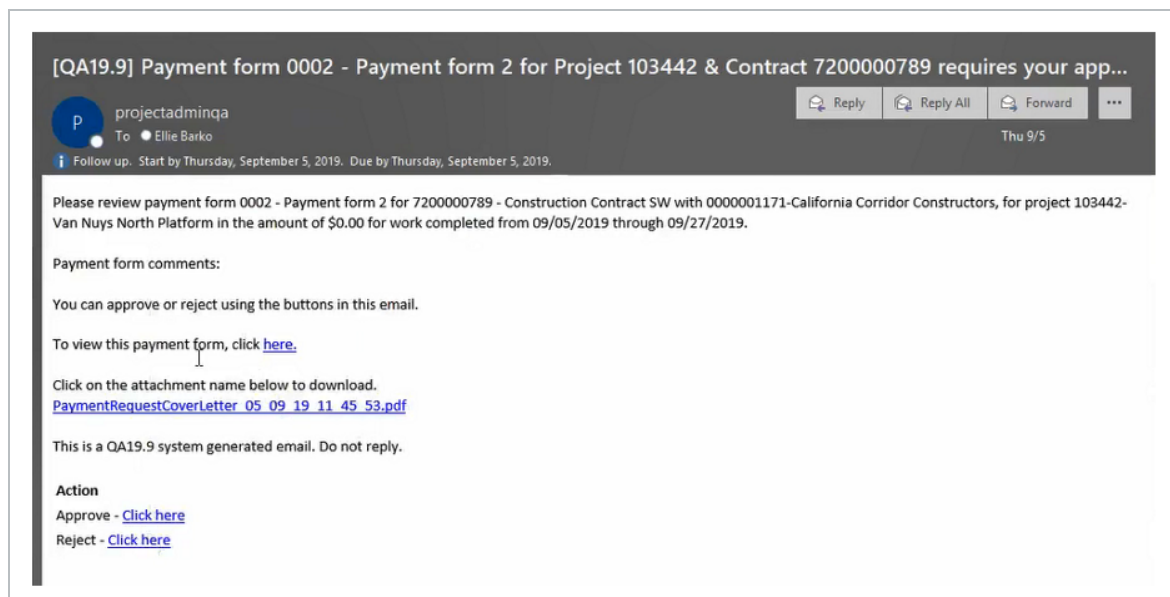 [QA19.9] Payment form 0002 - Payment form 2 for Project 103442 & Contract 7200000789 requires your app...
P
projectadminqa
To Ellie Barko
Reply
Reply All
Forward
...
Thu 9/5
Follow up. Start by Thursday, September 5, 2019. Due by Thursday, September 5, 2019.
Please review payment form 0002 - Payment form 2 for 7200000789 - Construction Contract SW with 0000001171-California Corridor Constructors, for project 103442-
Van Nuys North Platform in the amount of $0.00 for work completed from 09/05/2019 through 09/27/2019.
Payment form comments:
You can approve or reject using the buttons in this email.
To view this payment form, click here.
Click on the attachment name below to download.
PaymentRequestCoverLetter_05_09_19_11_45_53.pdf
This is a QA19.9 system generated email. Do not reply.
Action
Approve - Click here
Reject - Click here